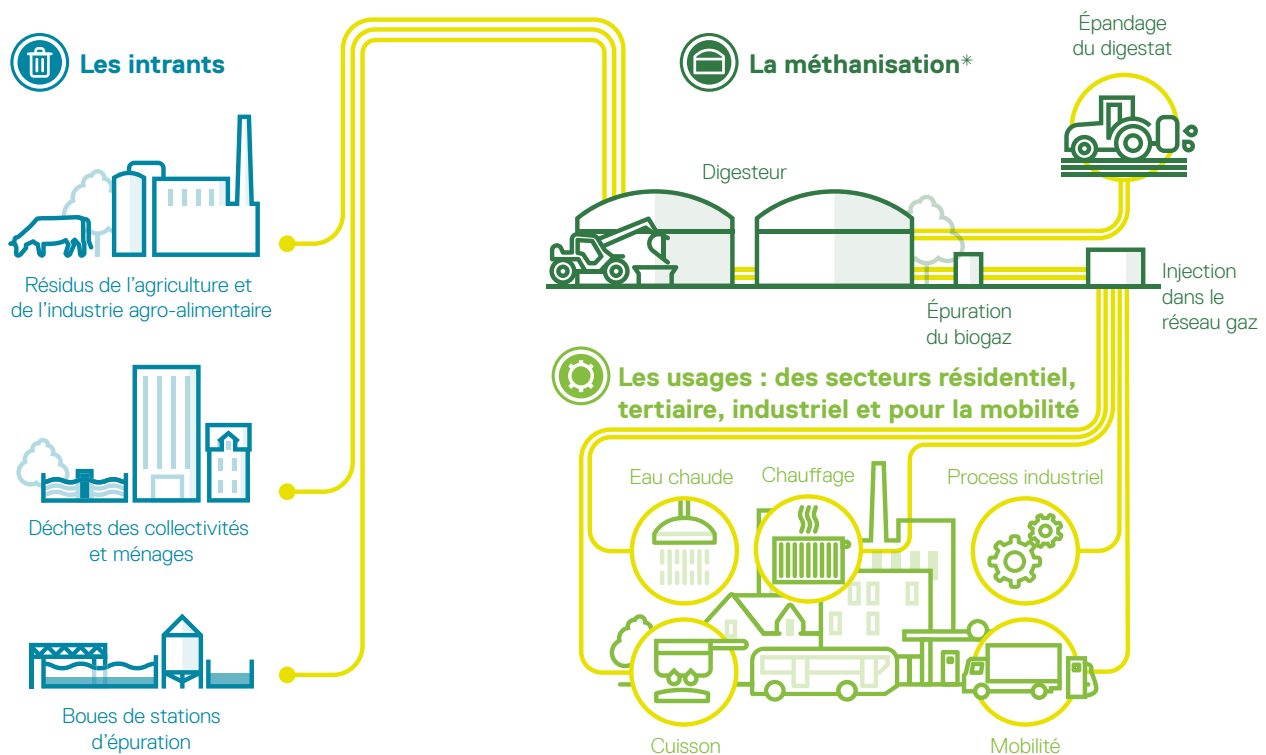 Les intrants
Résidus de l’agriculture et
de l’industrie agro-alimentaire
Déchets des collectivités
et ménages
Boues de stations
d’épuration
La méthanisation*
Épandage
du digestat
Digesteur
Épuration
du biogaz
Injection
dans le
réseau gaz
Les usages : des secteurs résidentiel,
tertiaire, industriel et pour la mobilité
Eau chaude
Chauffage
Process industriel
Cuisson
Mobilité